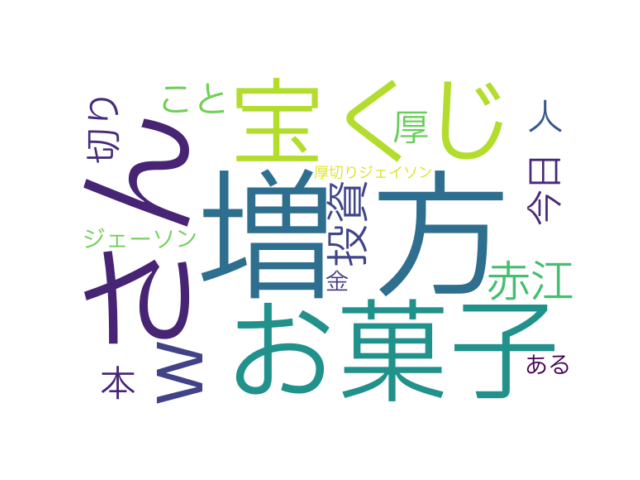 宝くじ
こと
切り
厚
人
さん
増方
厚切りジェイソン
投資
今日
ジェーソン
金
赤江
お菓子
w
本
ある